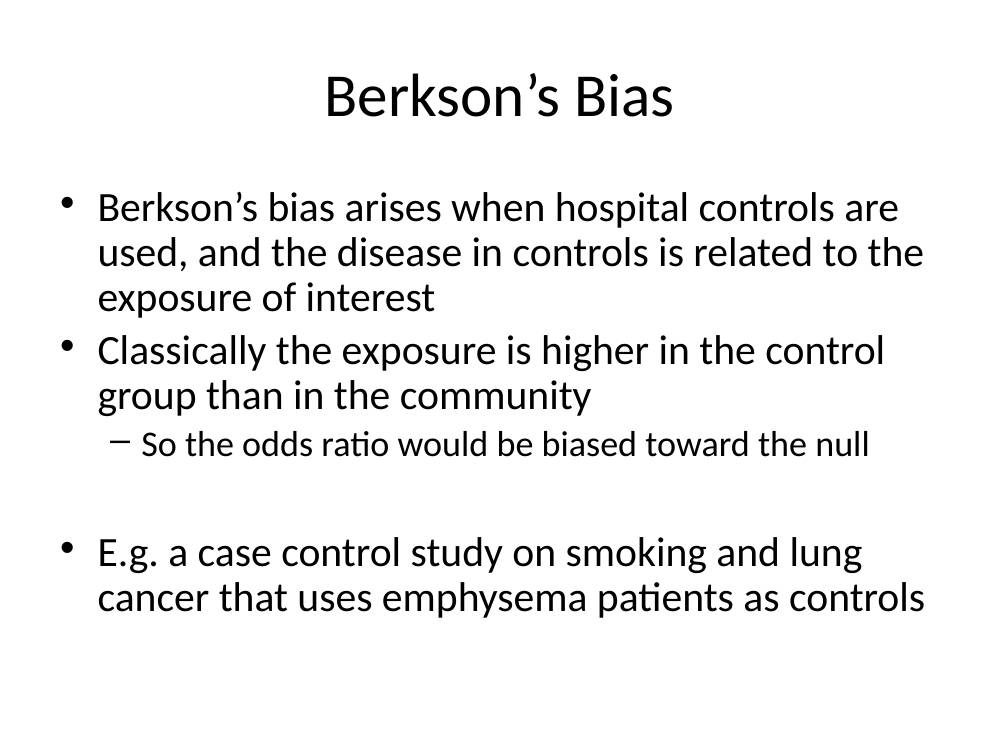 Berkson’s Bias
• Berkson’s bias arises when hospital controls are
used, and the disease in controls is related to the
exposure of interest
• Classically the exposure is higher in the control
group than in the community
– So the odds ratio would be biased toward the null
• E.g. a case control study on smoking and lung
cancer that uses emphysema patients as controls